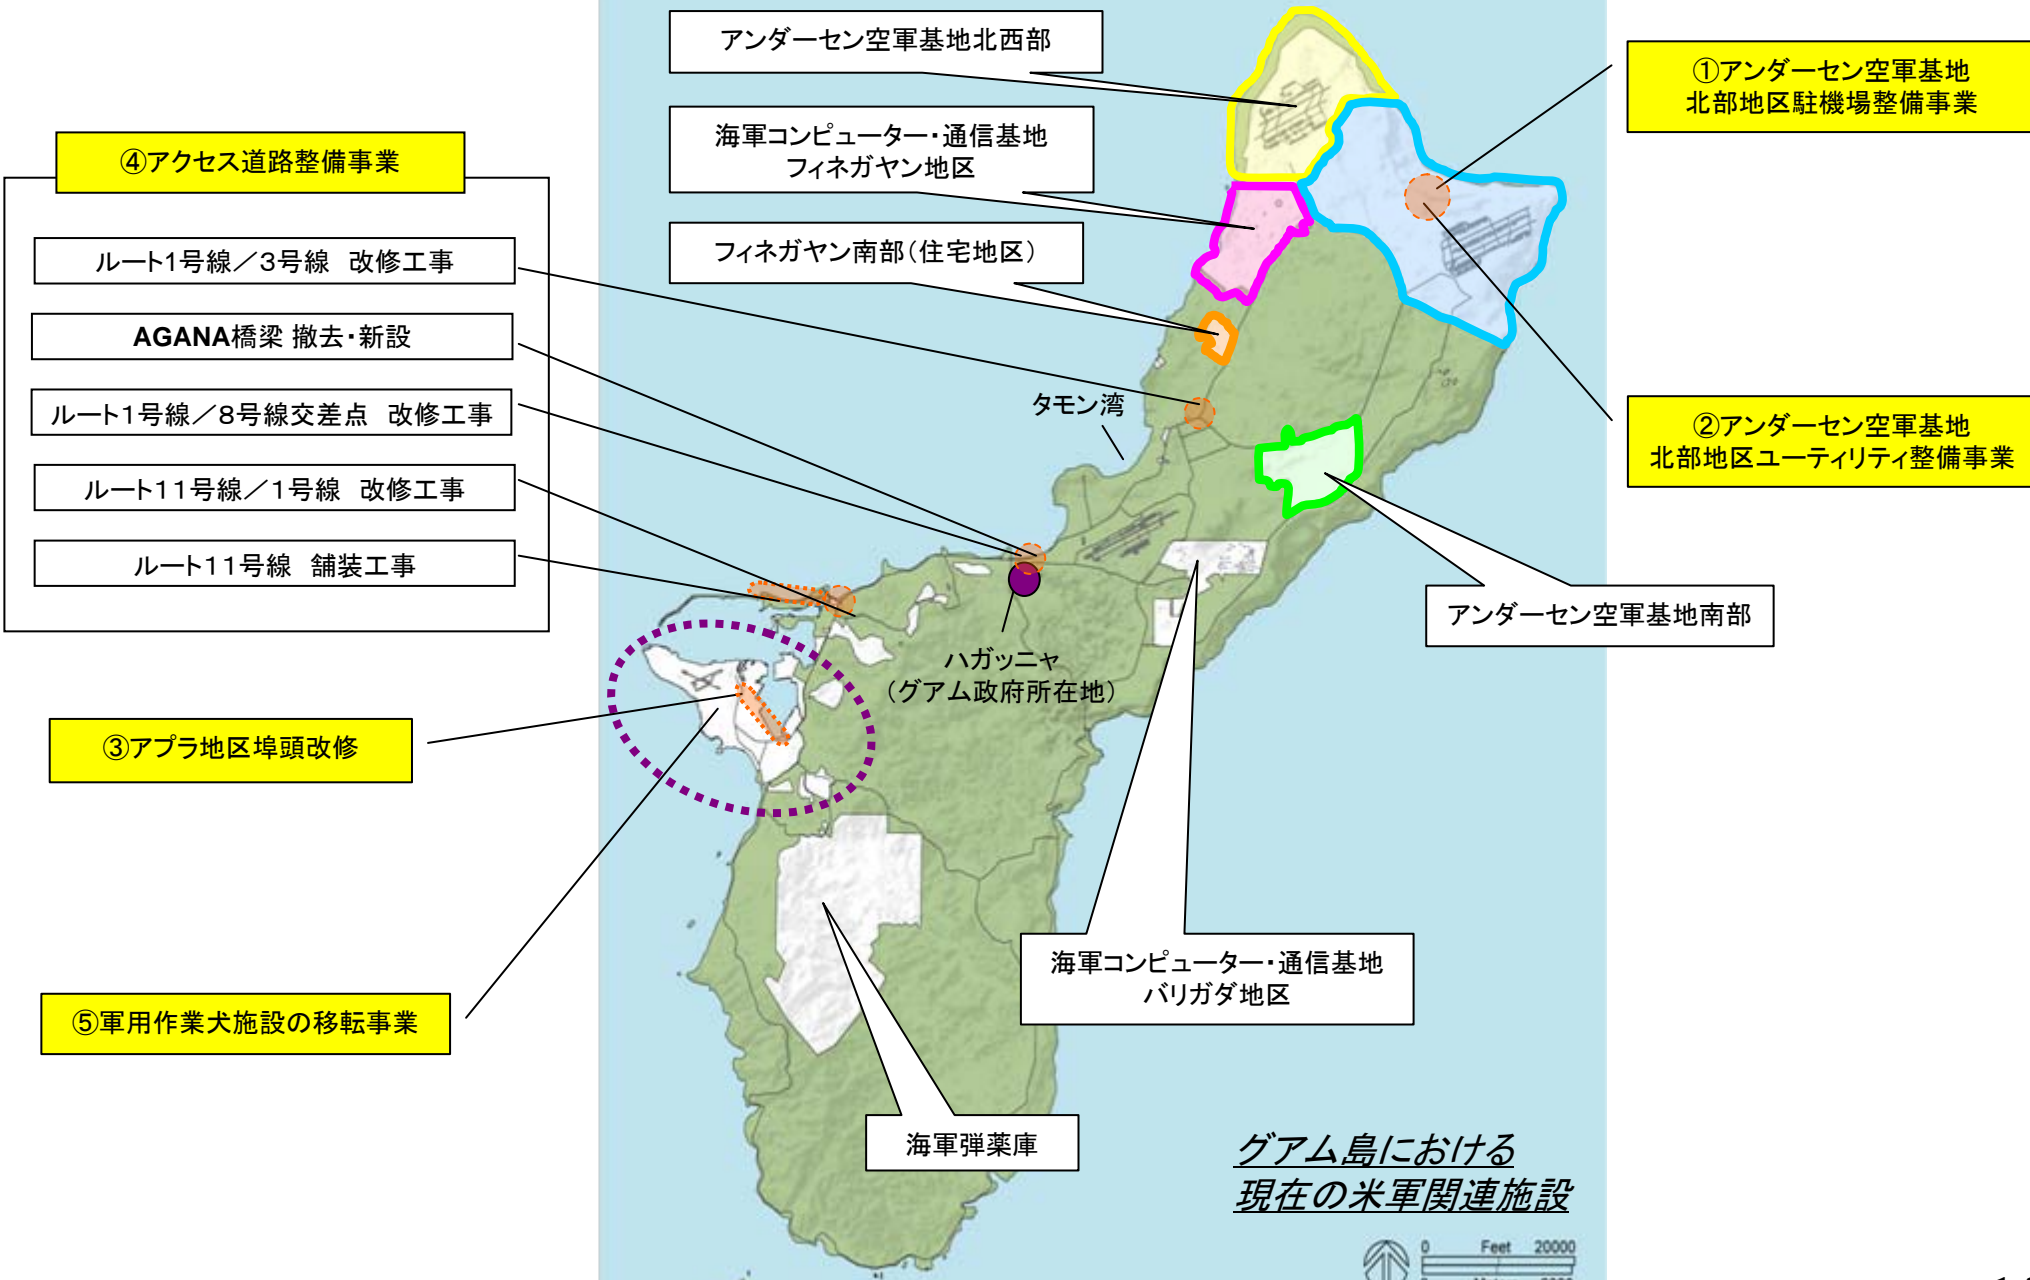 アンダーセン空軍基地北西部
①アンダーセン空軍基地
北部地区駐機場整備事業
海軍コンピューター・通信基地
フィネガヤン地区
④アクセス道路整備事業
フィネガヤン南部(住宅地区)
ルート1号線/3号線 改修工事
AGANA橋梁 撤去・新設
ルート1号線/8号線交差点 改修工事
ルート11号線/1号線 改修工事
ルート11号線 舗装工事
タモン湾
②アンダーセン空軍基地
北部地区ユーティリティ整備事業
アンダーセン空軍基地南部
ハガッニャ
(グアム政府所在地)
③アプラ地区埠頭改修
海軍コンピューター・通信基地
バリガダ地区
⑤軍用作業犬施設の移転事業
海軍弾薬庫
グアム島における
現在の米軍関連施設
0 Feet 20000